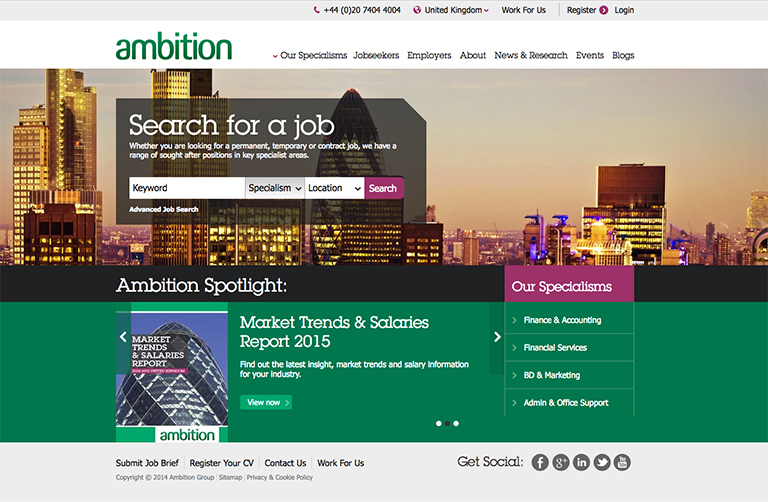 +44 (0)20 7404 4004 United Kingdom Work For Us Register Login
ambition
Our Specialisms Jobseekers Employers About News & Research Events Blogs
Search for a job
Whether you are looking for a permanent, temporary or contract job, we have a
range of sought after positions in key specialist areas.
Keyword Specialism Location Search
Advanced Job Search
Ambition Spotlight:
MARKET
TRENDS
& SALARIES
REPORT
2014-2015 UNITED KINGDOM
ambition
Market Trends & Salaries
Report 2015
Find out the latest insight, market trends and salary information
for your industry.
View now
Our Specialisms
Finance & Accounting
Financial Services
BD & Marketing
Admin & Office Support
Submit Job Brief Register Your CV Contact Us Work For Us
Copyright © 2014 Ambition Group Sitemap Privacy & Cookie Policy
Get Social:
f g+ in You Tube